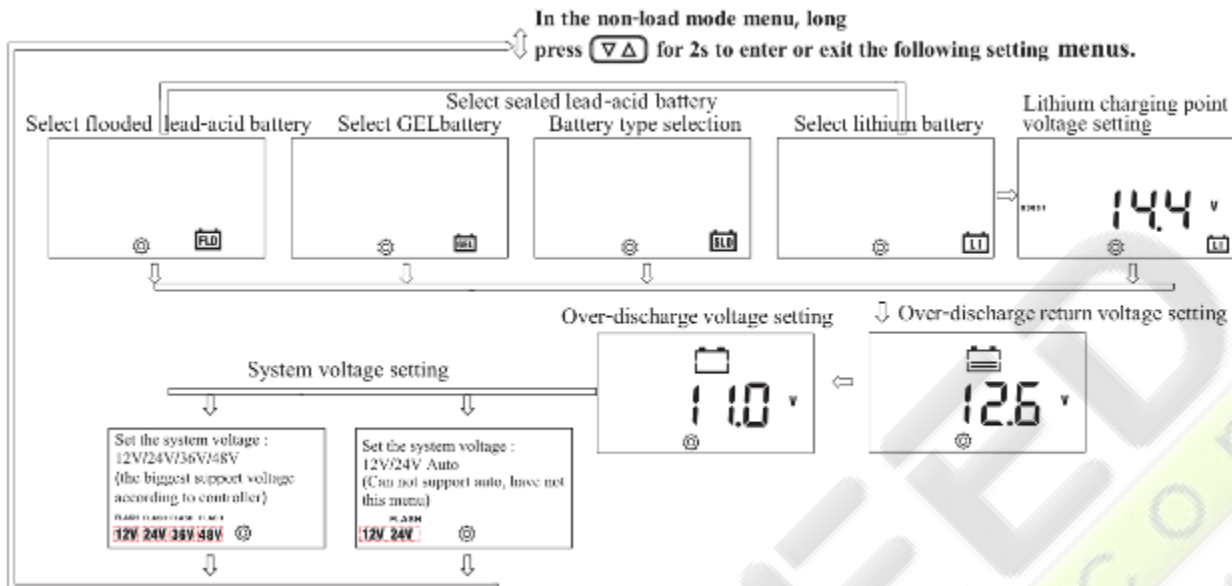 In the non-load mode menu, long
press ▽△ for 2s to enter or exit the following setting menus.
Select sealed lead-acid battery
Lithium charging point
voltage setting
Select flooded lead-acid battery
Select GELbattery
Battery type selection
Select lithium battery
FLD
GEL
SLD
LI
14.4 V
LI
Over-discharge voltage setting
Over-discharge return voltage setting
11.0 V
12.6 V
System voltage setting
Set the system voltage :
12V/24V/36V/48V
(the biggest support voltage
according to controller)
FLASH FLASH FLASH FLASH
12V 24V 36V 48V
Set the system voltage :
12V/24V Auto
(Can not support auto, have not
this menu)
FLASH
12V 24V